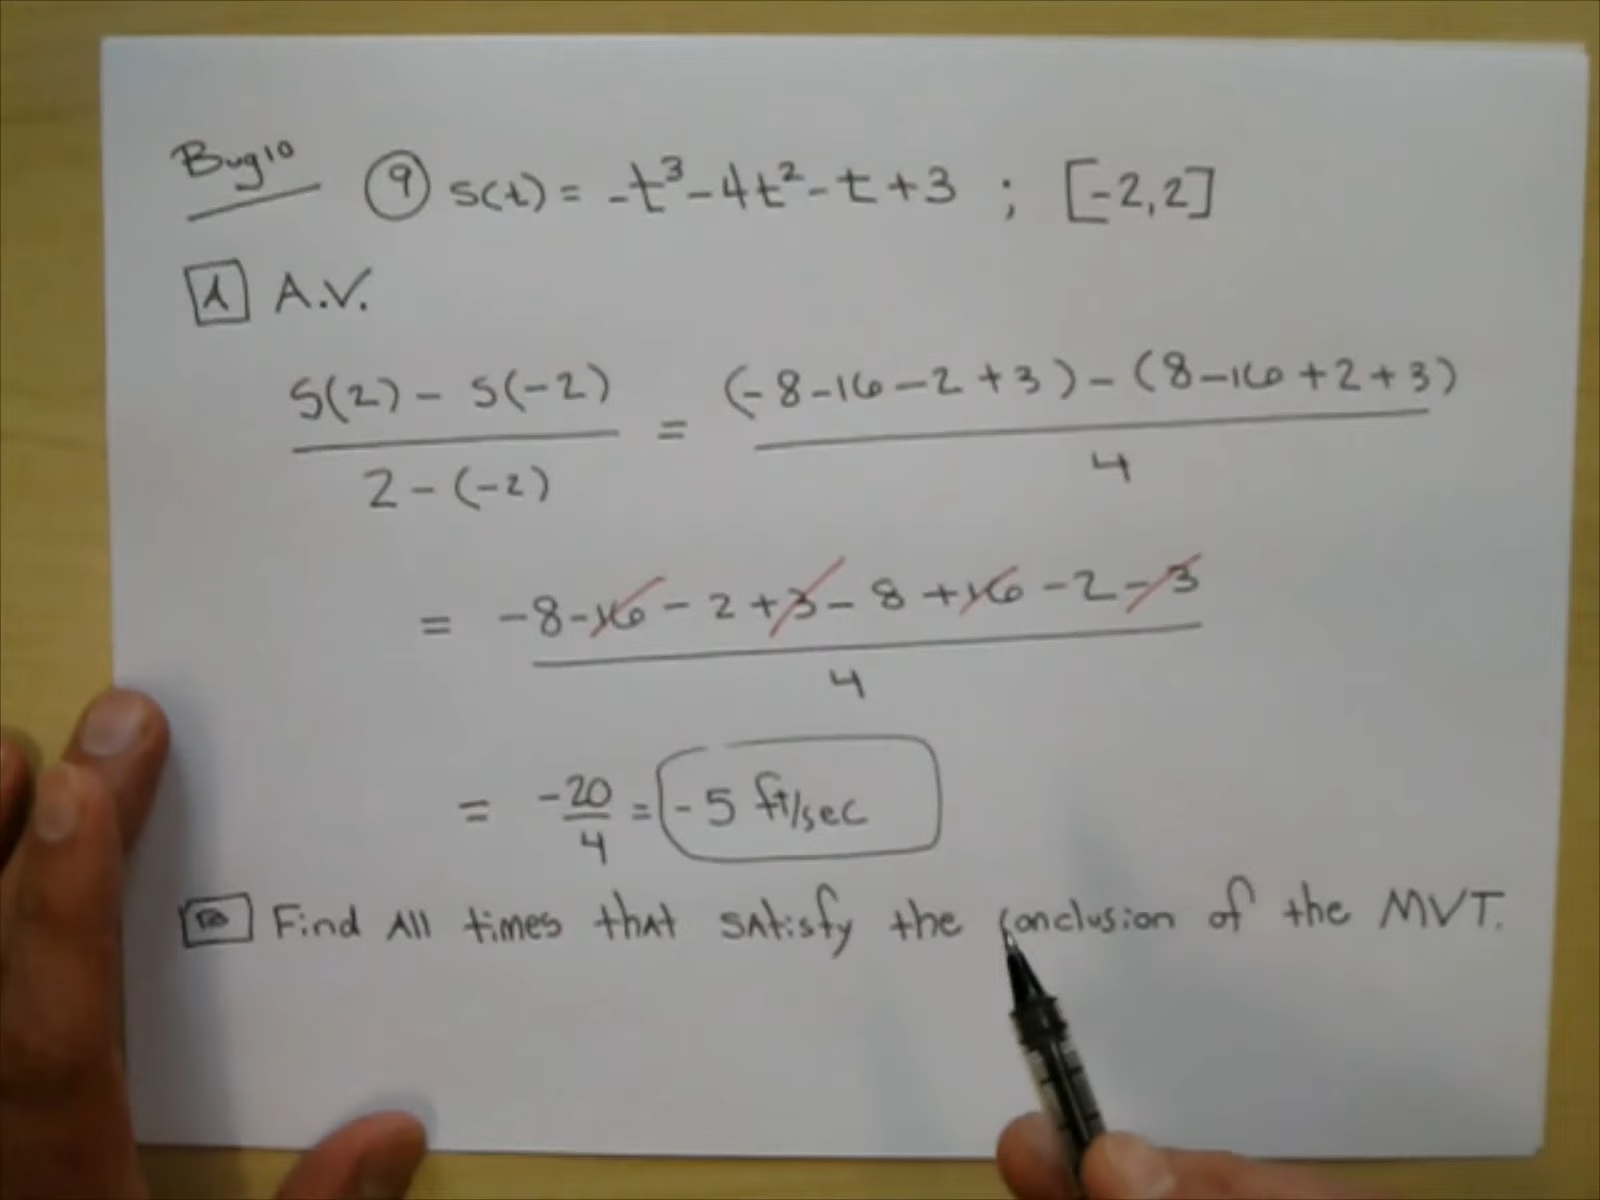 Bug10 ⑨ s(t) = -t³ - 4t² - t + 3 ; [-2,2]
A A.V.
S(2) - S(-2) / 2 - (-2) = (-8-16-2+3) - (8-16+2+3) / 4
= -8-16-2+3-8+16-2-3 / 4
= -20/4 = -5 ft/sec
B Find All times that satisfy the conclusion of the MVT.